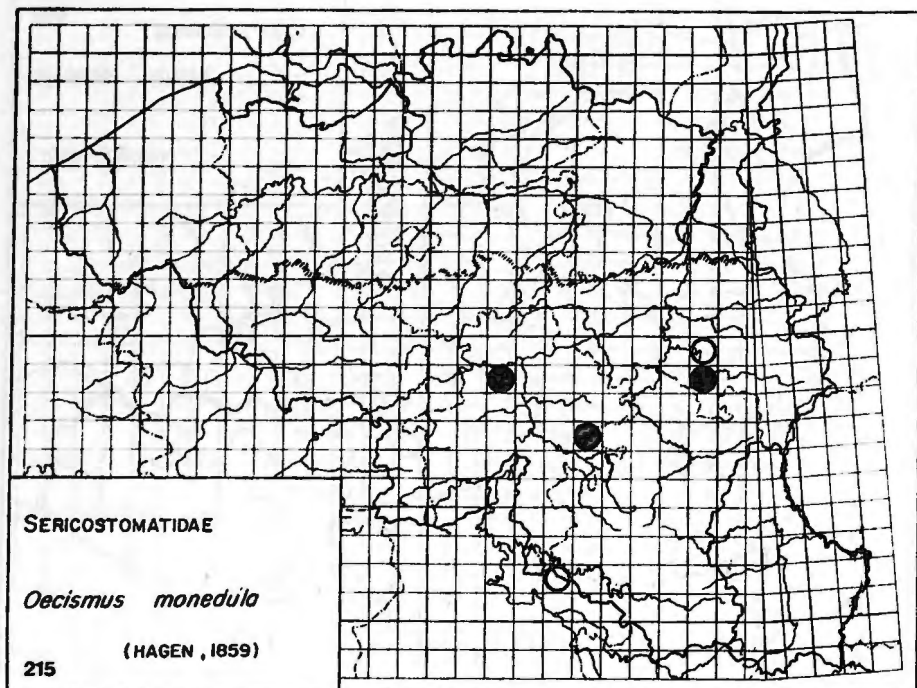 SERICOSTOMATIDAE
Oecismus monedula
(HAGEN, 1859)
215